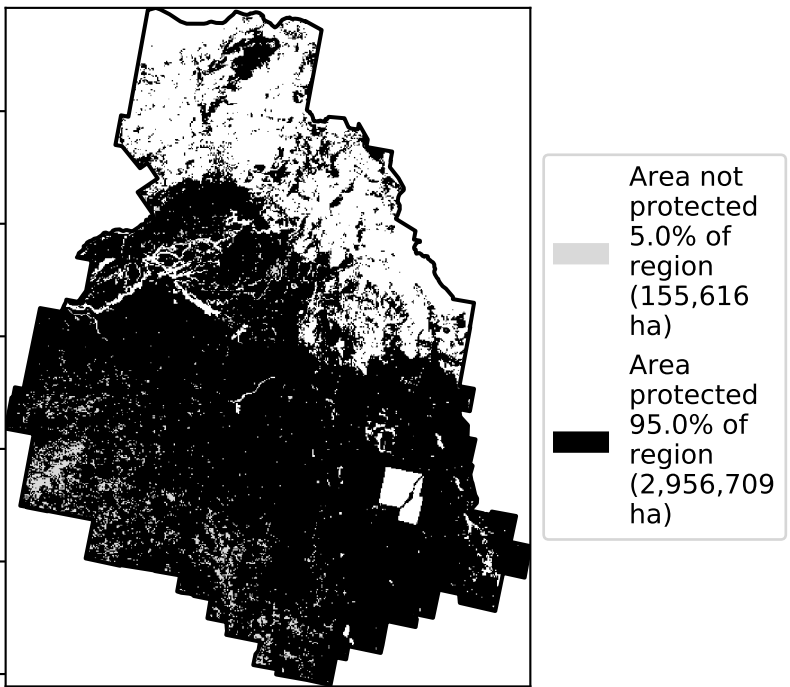 Area not
protected
5.0% of
region
(155,616
ha)
Area
protected
95.0% of
region
(2,956,709
ha)